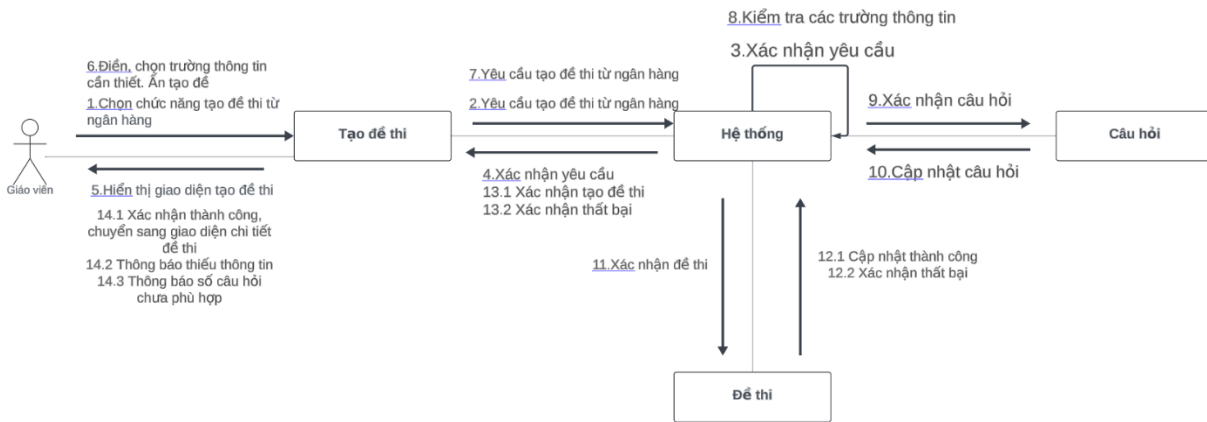 8.Kiểm tra các trường thông tin
3.Xác nhận yêu cầu
6.Điền, chọn trường thông tin
cần thiết. Ấn tạo đề
1.Chọn chức năng tạo đề thi từ
ngân hàng
7.Yêu cầu tạo đề thi từ ngân hàng
2.Yêu cầu tạo đề thi từ ngân hàng
9.Xác nhận câu hỏi
Giáo viên
Tạo đề thi
Hệ thống
Câu hỏi
5.Hiển thị giao diện tạo đề thi
14.1 Xác nhận thành công,
chuyển sang giao diện chi tiết
đề thi
14.2 Thông báo thiếu thông tin
14.3 Thông báo số câu hỏi
chưa phù hợp
4.Xác nhận yêu cầu
13.1 Xác nhận tạo đề thi
13.2 Xác nhận thất bại
10.Cập nhật câu hỏi
11.Xác nhận đề thi
12.1 Cập nhật thành công
12.2 Xác nhận thất bại
Đề thi